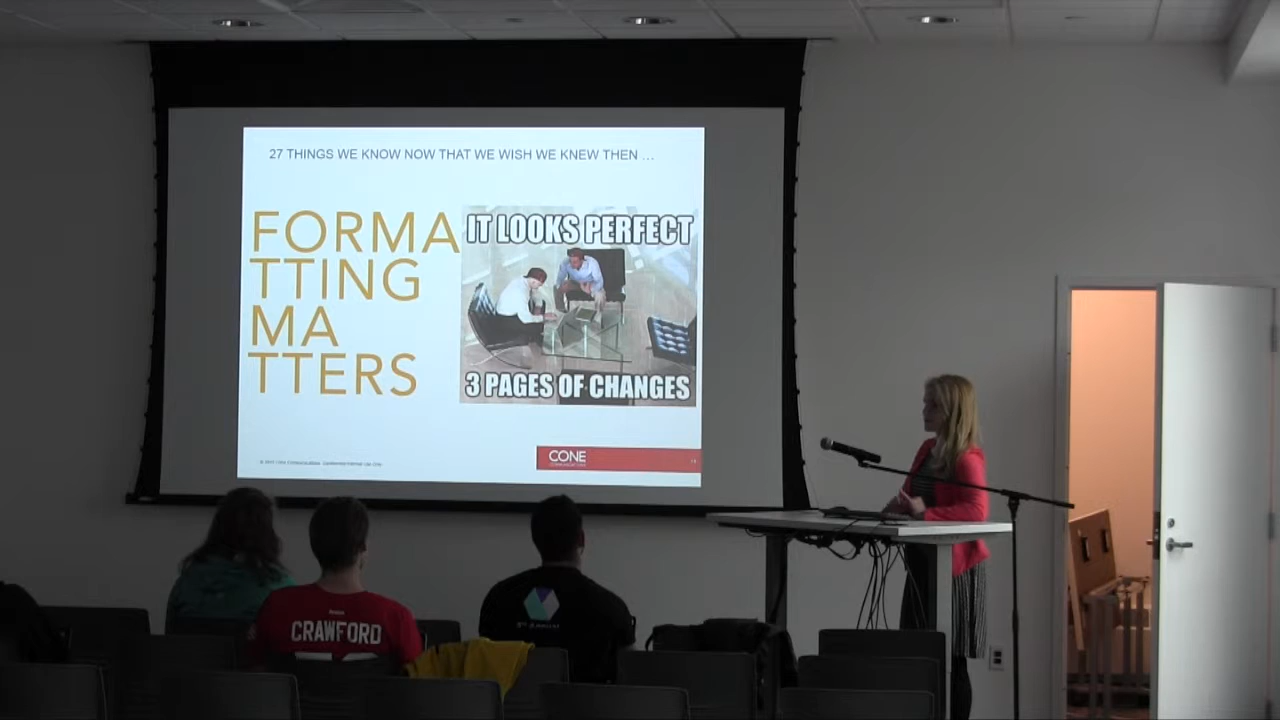 27 THINGS WE KNOW NOW THAT WE WISH WE KNEW THEN ...
FORMA
TTING
MA
TTERS
IT LOOKS PERFECT
3 PAGES OF CHANGES
CONE
CRAWFORD